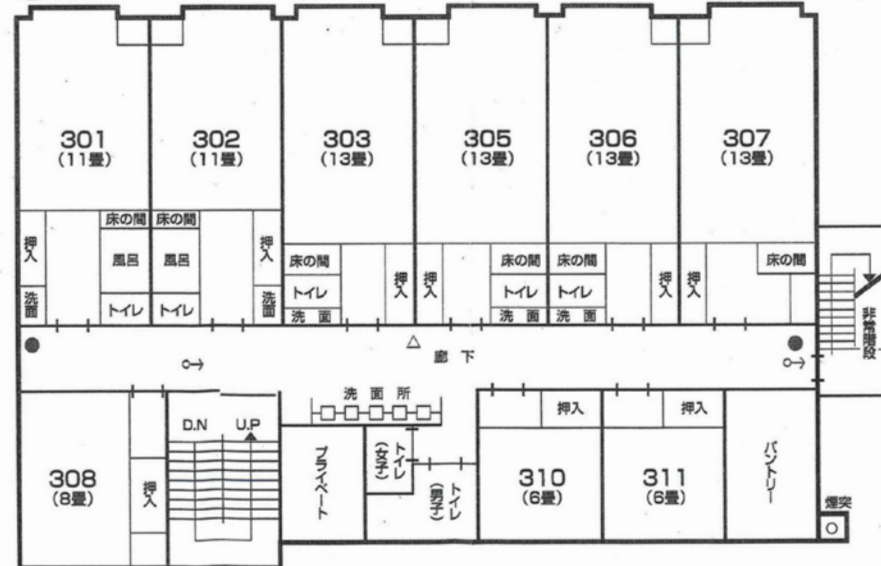 301
(11畳)
302
(11畳)
303
(13畳)
305
(13畳)
306
(13畳)
307
(13畳)
押入
洗面
床の間
風呂
トイレ
床の間
風呂
トイレ
押入
洗面
床の間
トイレ
洗面
押入
押入
床の間
トイレ
洗面
床の間
トイレ
洗面
押入
押入
床の間
非常階段
廊下
308
(8畳)
押入
D.N
U.P
洗面所
プライベート
トイレ
(女子)
トイレ
(男子)
押入
310
(6畳)
押入
311
(6畳)
パントリー
煙突